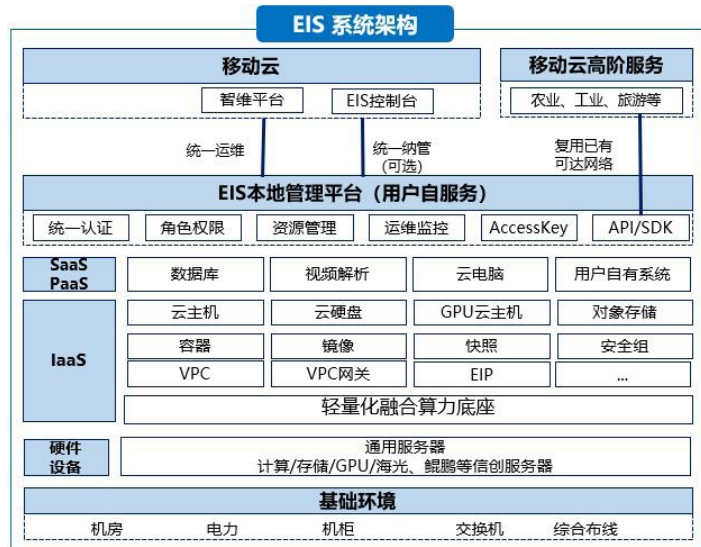 EIS 系统架构
移动云
移动云高阶服务
智维平台
EIS控制台
农业、工业、旅游等
统一运维
统一纳管
(可选)
复用已有
可达网络
EIS本地管理平台（用户自服务）
统一认证
角色权限
资源管理
运维监控
AccessKey
API/SDK
SaaS
PaaS
数据库
视频解析
云电脑
用户自有系统
IaaS
云主机
云硬盘
GPU云主机
对象存储
容器
镜像
快照
安全组
VPC
VPC网关
EIP
...
轻量化融合算力底座
硬件
设备
通用服务器
计算/存储/GPU/海光、鲲鹏等信创服务器
基础环境
机房
电力
机柜
交换机
综合布线